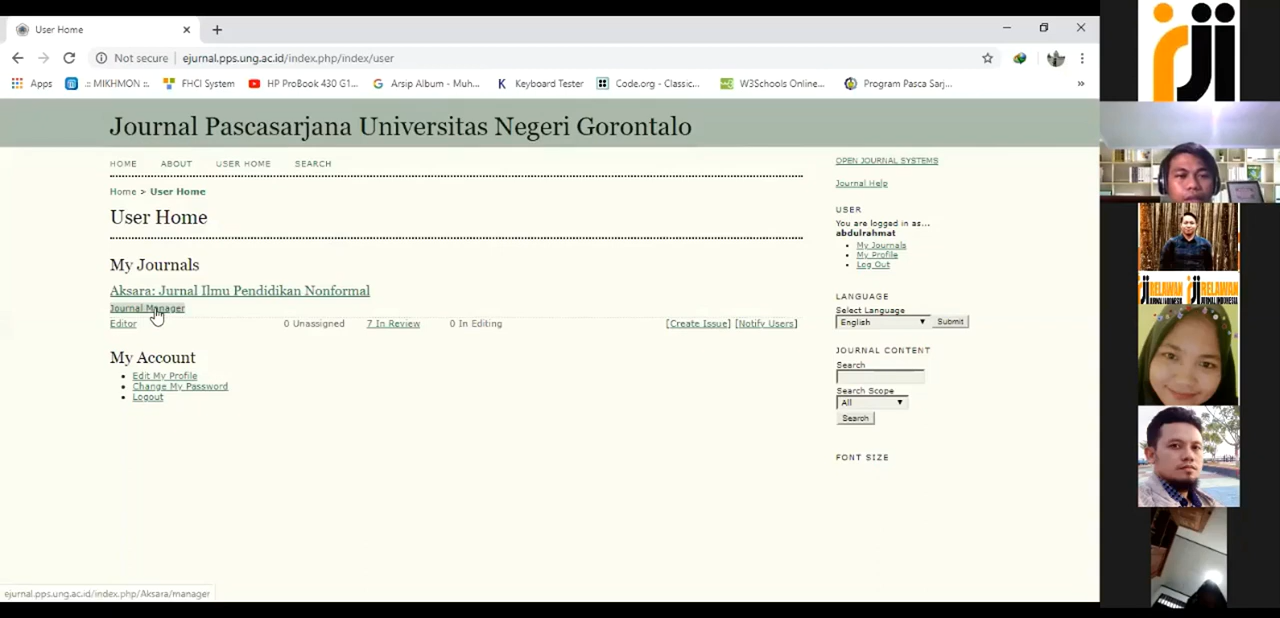 User Home
Not secure
ejurnal.pps.ung.ac.id/index.php/index/user
Apps
.:: MIKHMON ::.
FHCI System
HP ProBook 430 G1...
Arsip Album - Muh...
Keyboard Tester
Code.org - Classic...
W3Schools Online...
Program Pasca Sarj...
Journal Pascasarjana Universitas Negeri Gorontalo
HOME
ABOUT
USER HOME
SEARCH
Home > User Home
User Home
My Journals
Aksara: Jurnal Ilmu Pendidikan Nonformal
Journal Manager
Editor
0 Unassigned
7 In Review
0 In Editing
[Create Issue] [Notify Users]
My Account
Edit My Profile
Change My Password
Logout
OPEN JOURNAL SYSTEMS
Journal Help
USER
You are logged in as...
abdulrahmat
My Journals
My Profile
Log Out
LANGUAGE
Select Language
English
Submit
JOURNAL CONTENT
Search
Search Scope
All
Search
FONT SIZE
ejurnal.pps.ung.ac.id/index.php/Aksara/manager
rji
RELAWAN
RELAWAN